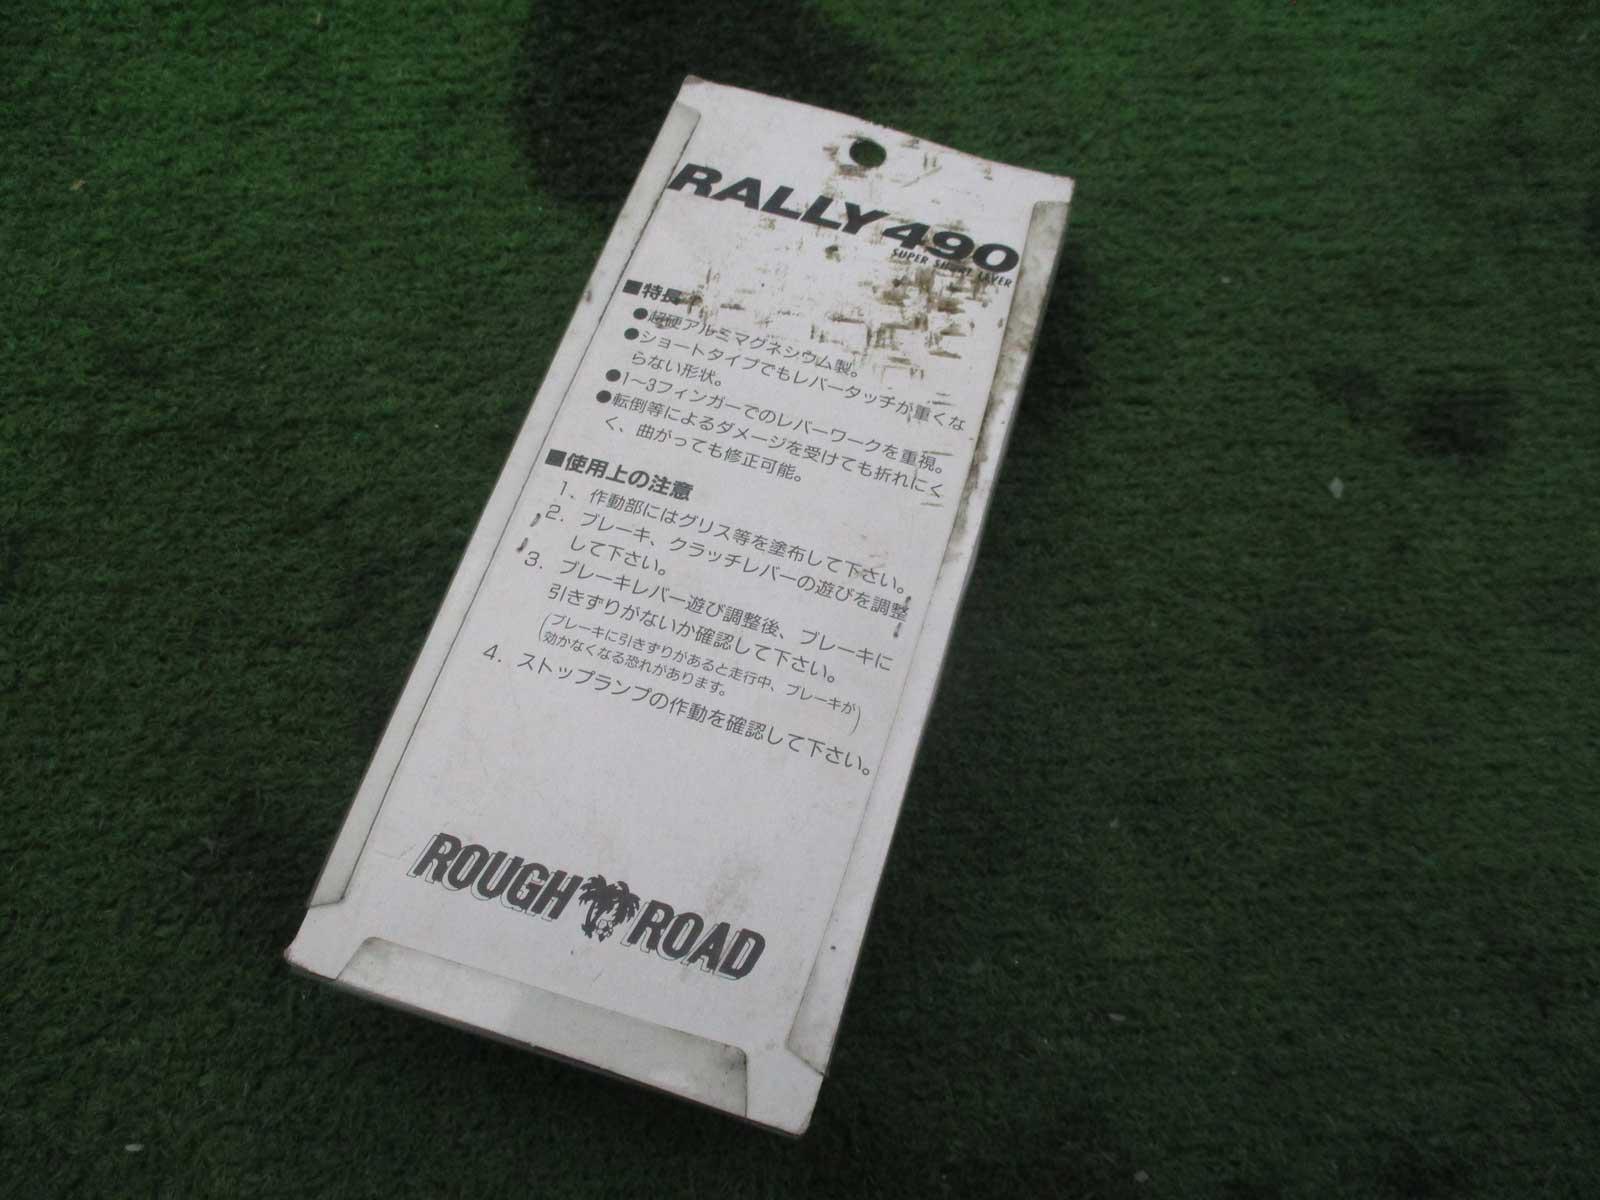 RALLY 490
SUPER SHORT LEVER
■特長
●超硬アルミマグネシウム製。
●ショートタイプでもレバータッチが重くな
らない形状。
●1〜3フィンガーでのレバーワークを重視。
●転倒等によるダメージを受けても折れにく
く、曲がっても修正可能。
■使用上の注意
1、作動部にはグリス等を塗布して下さい。
2．ブレーキ、クラッチレバーの遊びを調整
して下さい。
3．ブレーキレバー遊び調整後、ブレーキに
引きずりがないか確認して下さい。
(ブレーキに引きずりがあると走行中、ブレーキが
効かなくなる恐れがあります。)
4．ストップランプの作動を確認して下さい。
ROUGH ROAD